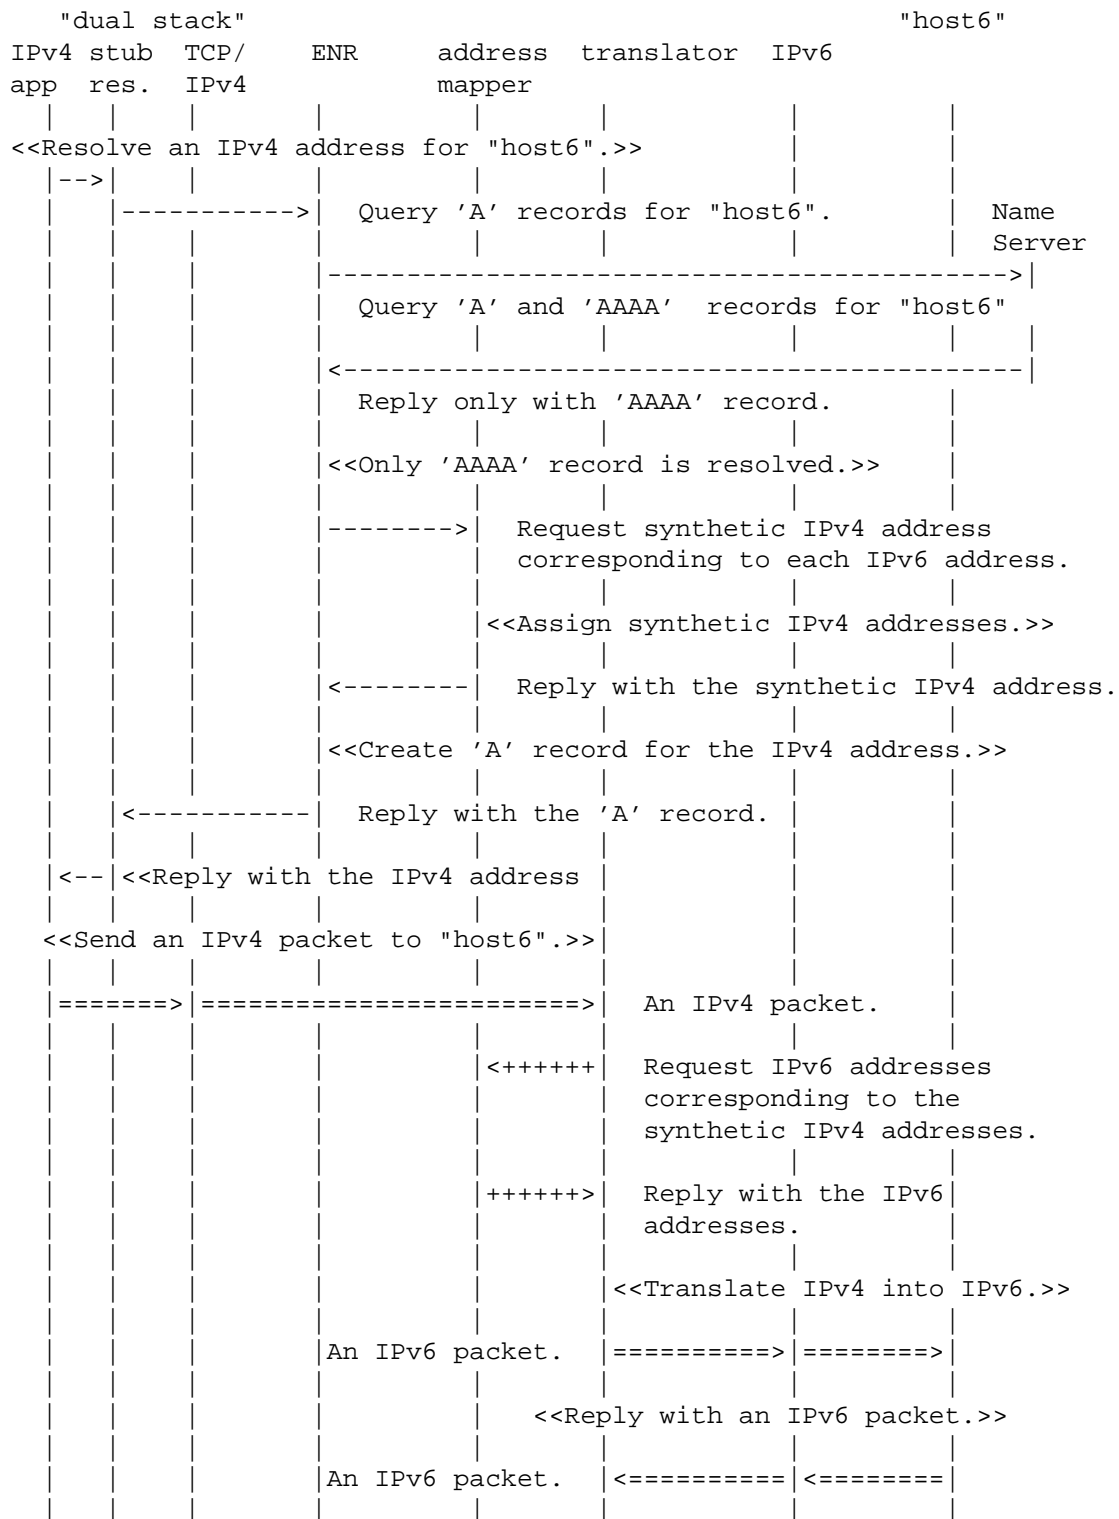 "dual stack" "host6"
IPv4 stub TCP/ ENR address translator IPv6
app res. IPv4 mapper
| | | | | | | |
<<Resolve an IPv4 address for "host6".>> | |
|-->| | | | | | |
| |----------->| Query 'A' records for "host6". | Name
| | | | | | | | Server
| | | |------------------------------------------->|
| | | | Query 'A' and 'AAAA' records for "host6"
| | | | | | | | |
| | | |<-------------------------------------------|
| | | | Reply only with 'AAAA' record. |
| | | | | | | |
| | | |<<Only 'AAAA' record is resolved.>> |
| | | | | | | |
| | | |-------->| Request synthetic IPv4 address
| | | | | corresponding to each IPv6 address.
| | | | | | | |
| | | | |<<Assign synthetic IPv4 addresses.>>
| | | | | | | |
| | | |<--------| Reply with the synthetic IPv4 address.
| | | | | | | |
| | | |<<Create 'A' record for the IPv4 address.>>
| | | | | | | |
| |<-----------| Reply with the 'A' record. | |
| | | | | | | |
|<--|<<Reply with the IPv4 address | | |
| | | | | | | |
<<Send an IPv4 packet to "host6".>>| | |
| | | | | | | |
|=======>|========================>| An IPv4 packet. |
| | | | | | | |
| | | | |<++++++| Request IPv6 addresses
| | | | | | corresponding to the
| | | | | | synthetic IPv4 addresses.
| | | | | | | |
| | | | |++++++>| Reply with the IPv6|
| | | | | | addresses. |
| | | | | | | |
| | | | | |<<Translate IPv4 into IPv6.>>
| | | | | | | |
| | | |An IPv6 packet. |==========>|========>|
| | | | | | | |
| | | | | <<Reply with an IPv6 packet.>>
| | | | | | | |
| | | |An IPv6 packet. |<==========|<========|
| | | | | | | |